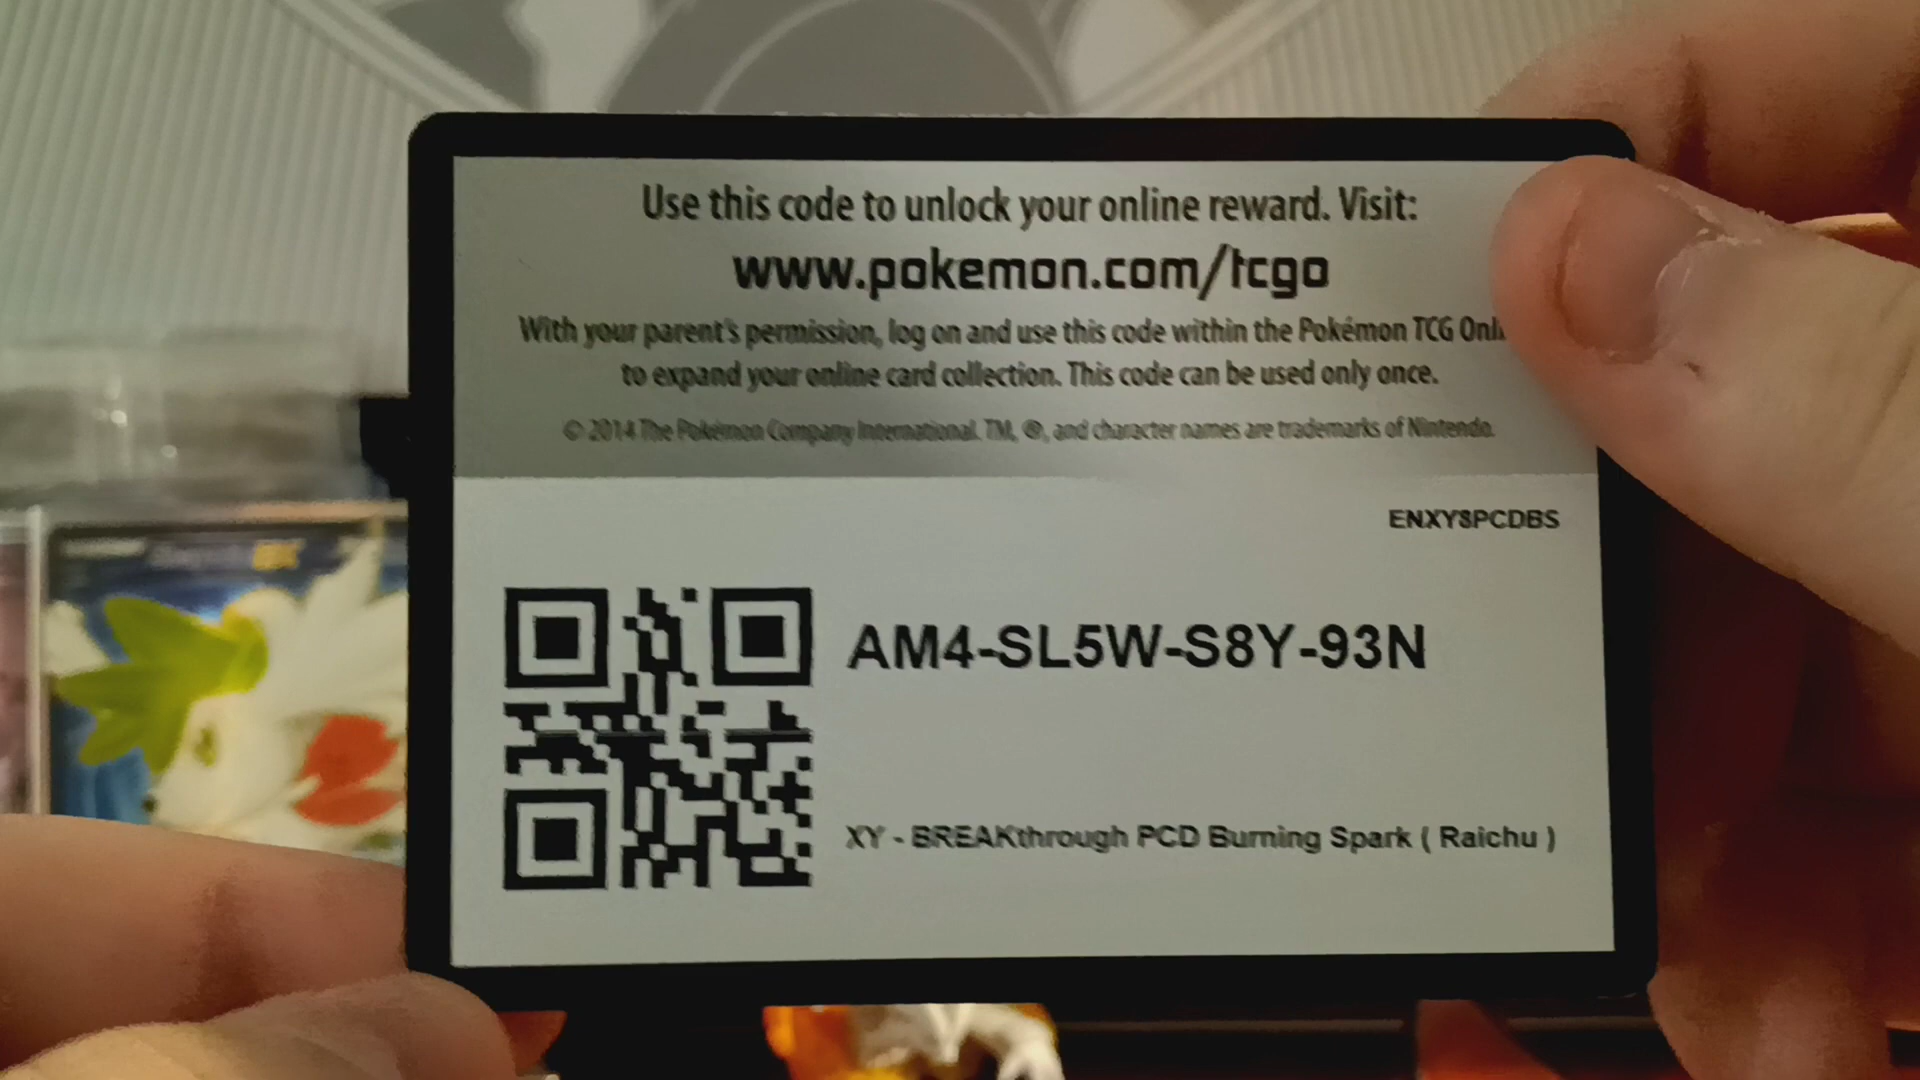 Use this code to unlock your online reward. Visit:
www.pokemon.com/tcgo
With your parent's permission, log on and use this code within the Pokémon TCG Onli
to expand your online card collection. This code can be used only once.
© 2014 The Pokémon Company International. TM, ®, and character names are trademarks of Nintendo.
ENXY8PCDBS
AM4-SL5W-S8Y-93N
XY - BREAKthrough PCD Burning Spark ( Raichu )